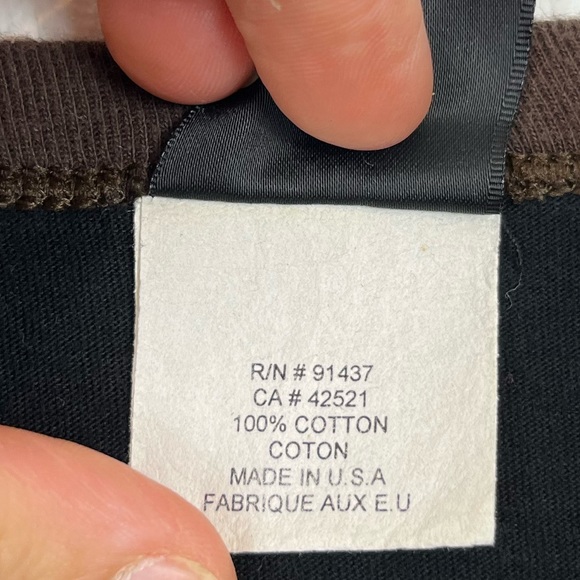 R/N # 91437
CA # 42521
100% COTTON
COTON
MADE IN U.S.A
FABRIQUE AUX E.U